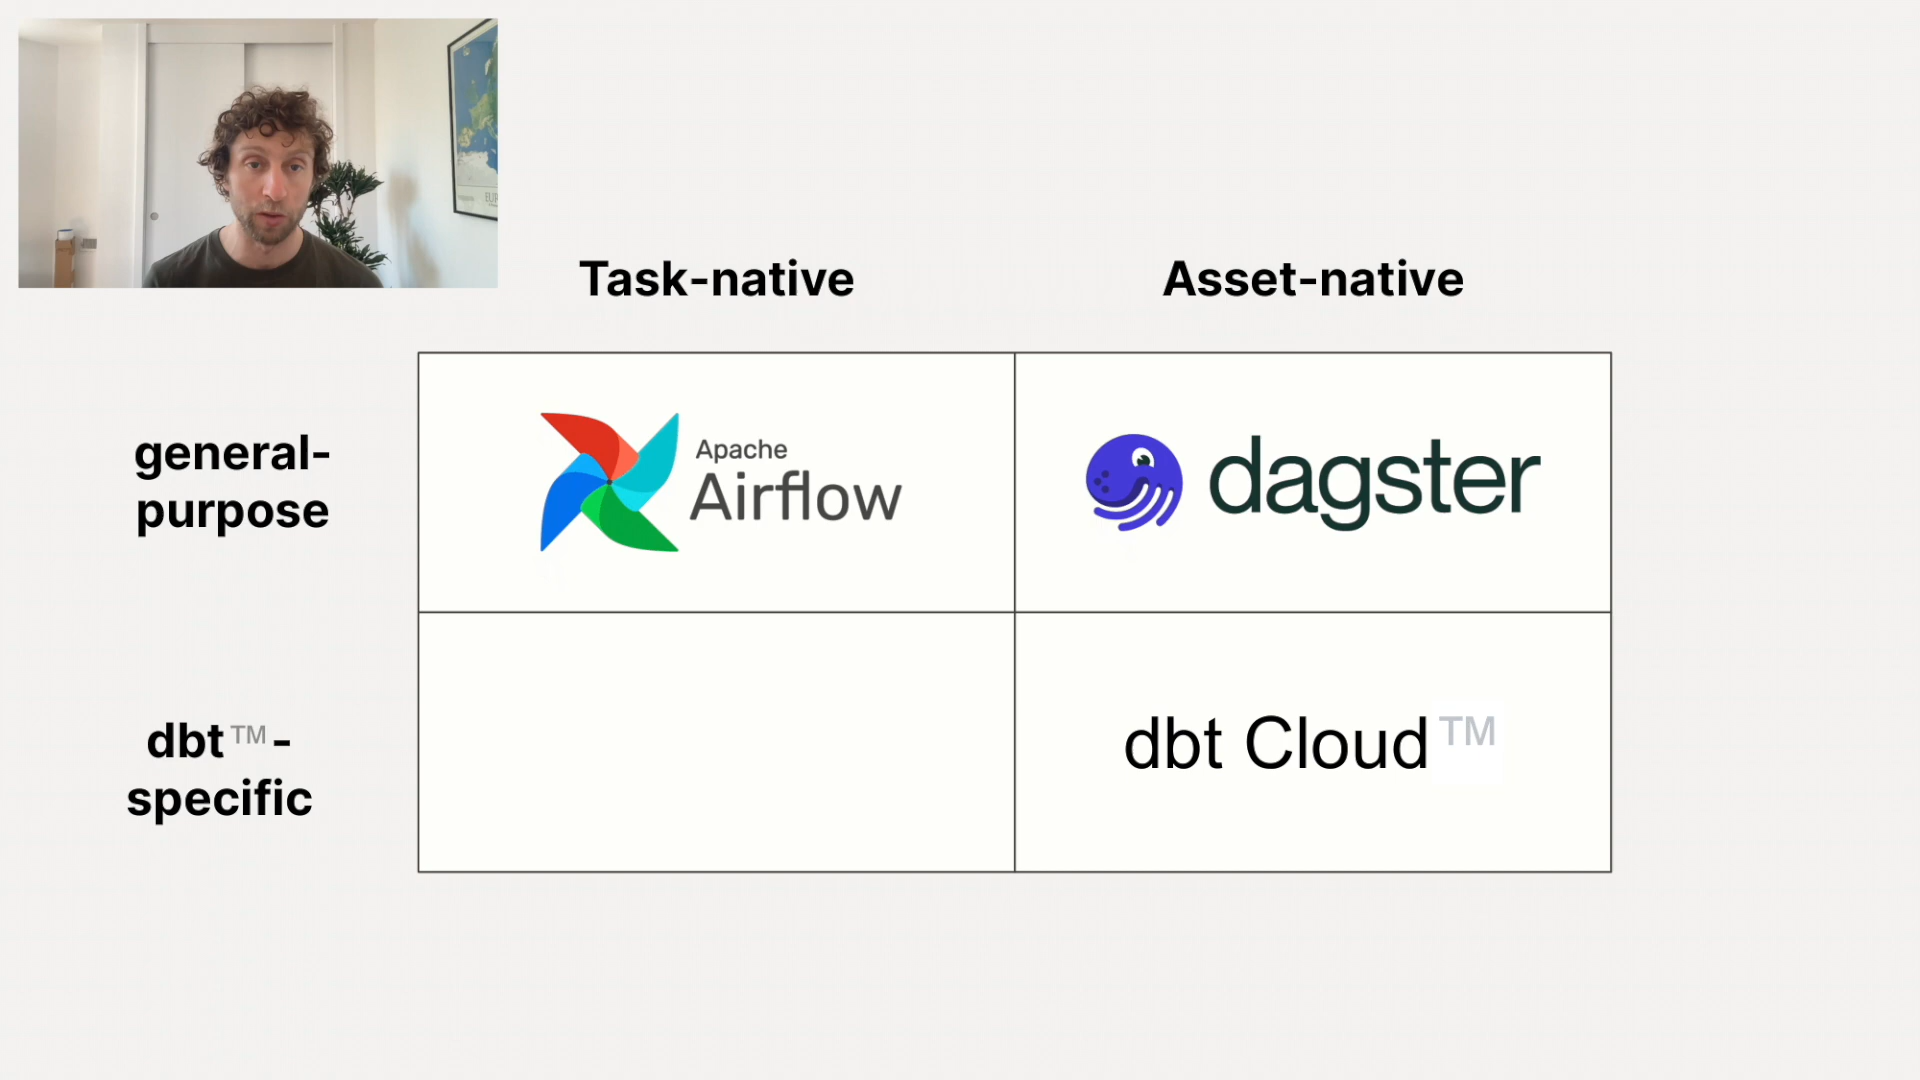 Task-native
Asset-native
general-
purpose
Apache
Airflow
dagster
dbt™-
specific
dbt Cloud™